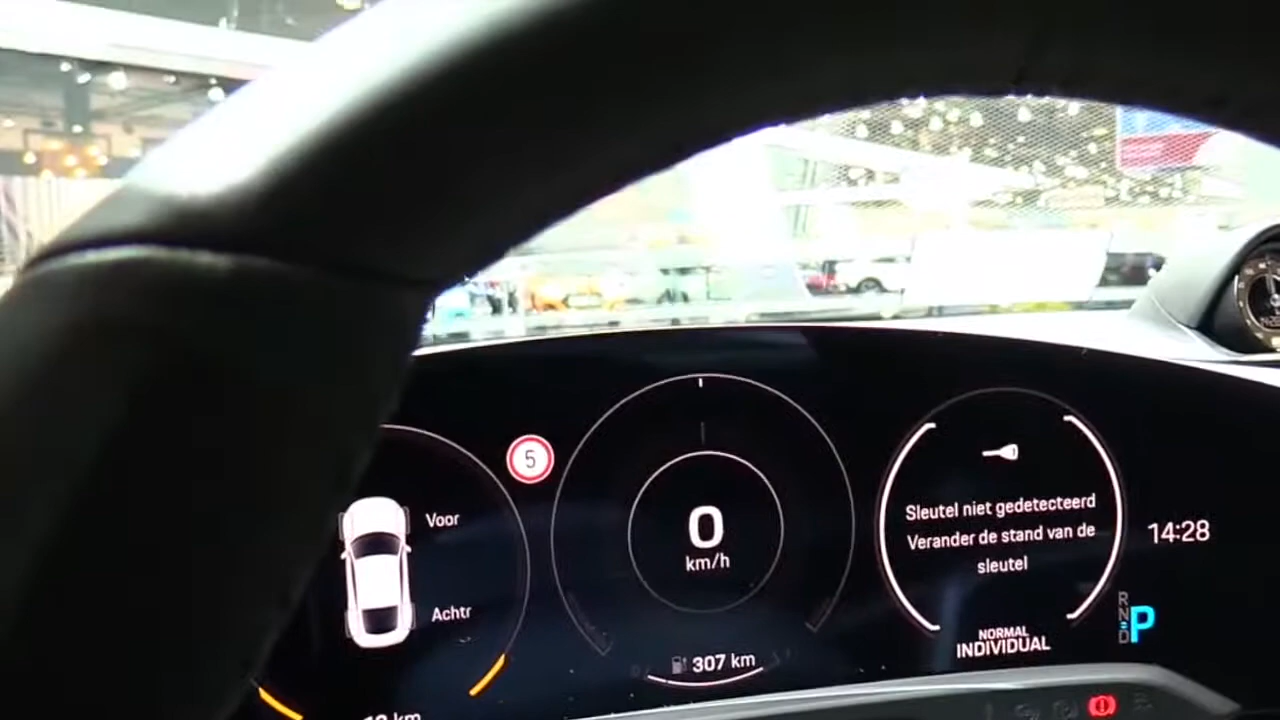 5
Voor
Achtr
0
km/h
307 km
Sleutel niet gedetecteerd
Verander de stand van de
sleutel
NORMAL
INDIVIDUAL
14:28
R
N
D
P
km